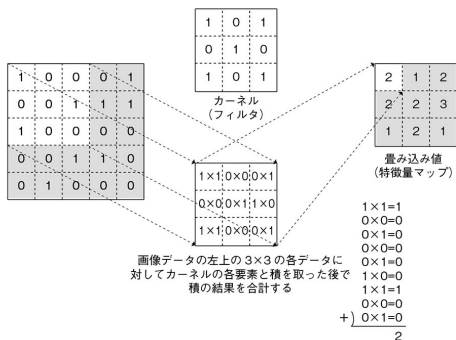 1 0 1
0 1 0
1 0 1
カーネル
（フィルタ）
1 0 0 0 1
0 0 1 1 1
1 0 0 0 0
0 0 1 1 0
0 1 0 0 0
2 1 2
2 2 3
1 2 1
畳み込み値
（特徴量マップ）
1×1 0×0 0×1
0×0 0×1 1×0
1×1 0×0 0×1
画像データの左上の3×3の各データに
対してカーネルの各要素と積を取った後で
積の結果を合計する
1×1=1
0×0=0
0×1=0
0×0=0
0×1=0
1×0=0
1×1=1
0×0=0
+) 0×1=0
2